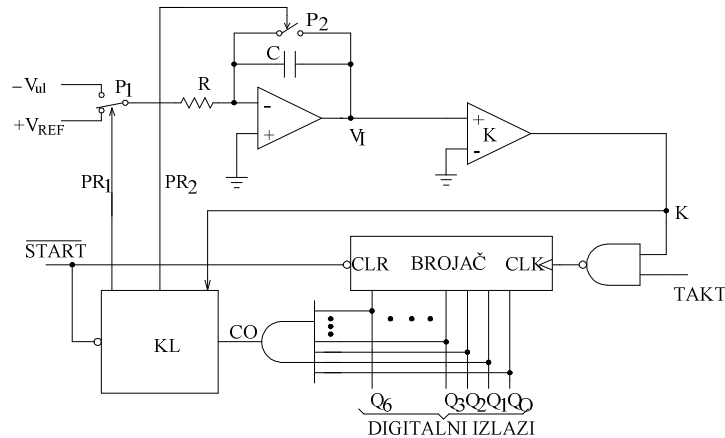 P2
C
−Vul
P1
R
+VREF
-
+
VI
+
K
-
PR1
PR2
K
START
CLR
BROJAČ
CLK
TAKT
KL
CO
Q6
Q3
Q2
Q1
QO
DIGITALNI IZLAZI